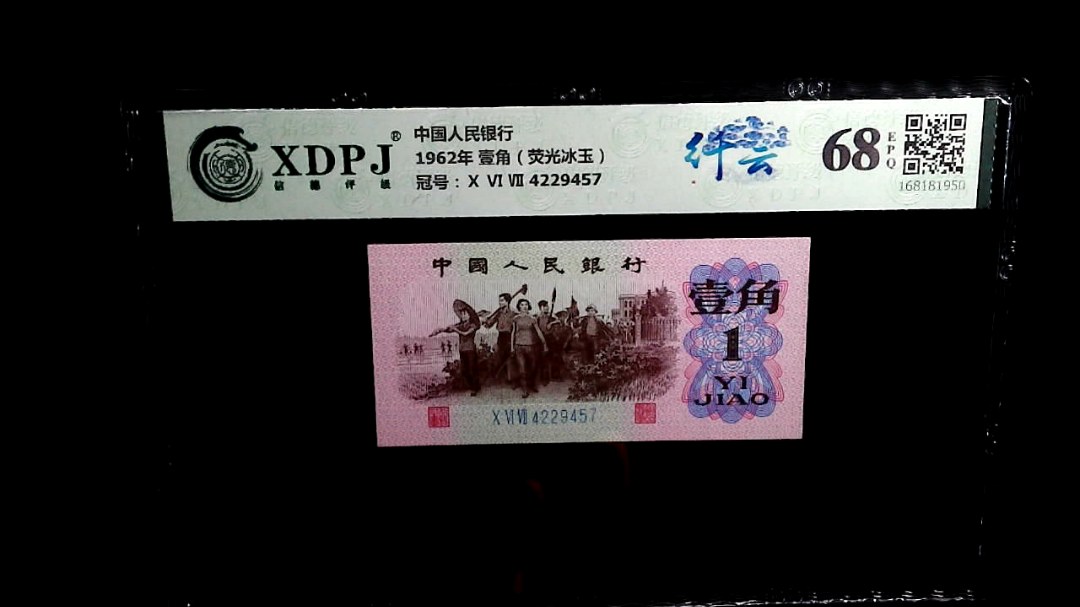 XDPJ®
信德评级
中国人民银行
1962年 壹角（荧光冰玉）
冠号：X VI VII 4229457
纤云
68 EPQ
168181950
中國人民銀行
壹角
1
YI
JIAO
X VI VII 4229457